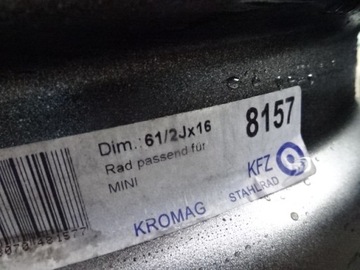 Dim.: 61/2Jx16
8157
Rad passend für
MINI
KFZ
STAHLRAD
KROMAG